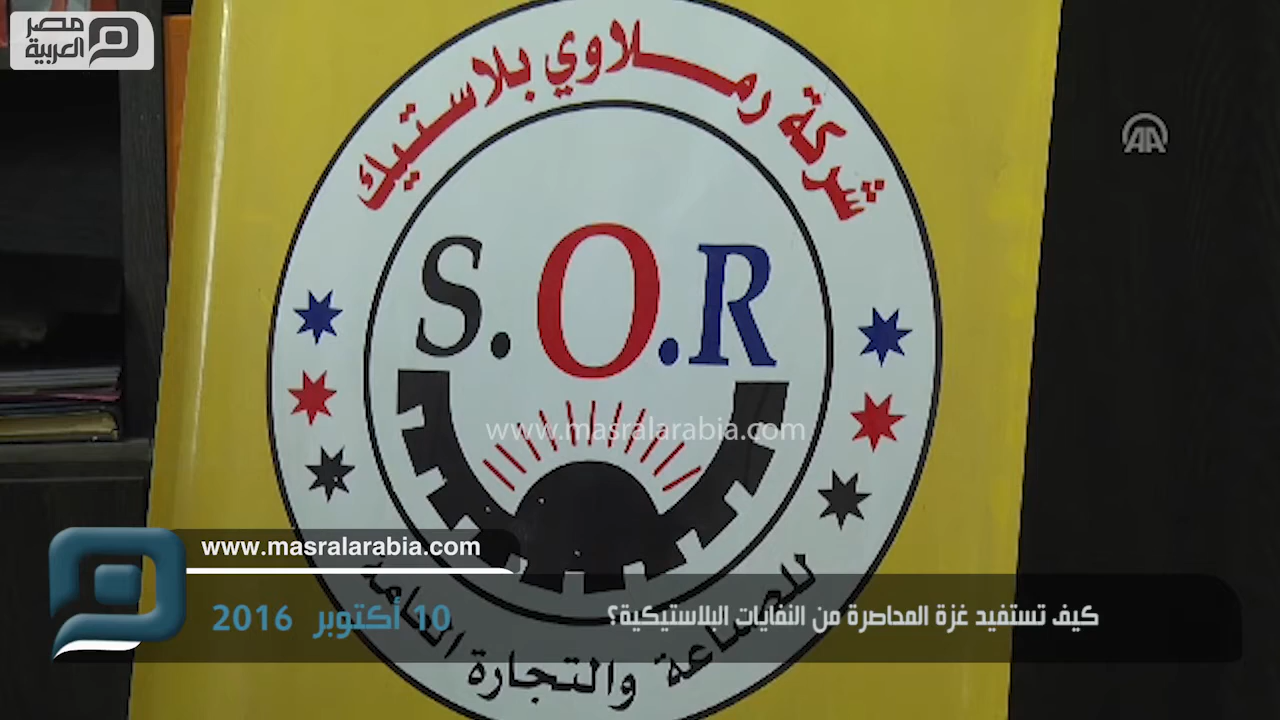 مصر
العربية
AA
شركة رملاوي بلاستيك
S.O.R
www.masralarabia.com
للصناعة والتجارة العامة
www.masralarabia.com
كيف تستفيد غزة المحاصرة من النفايات البلاستيكية؟
10 أكتوبر 2016